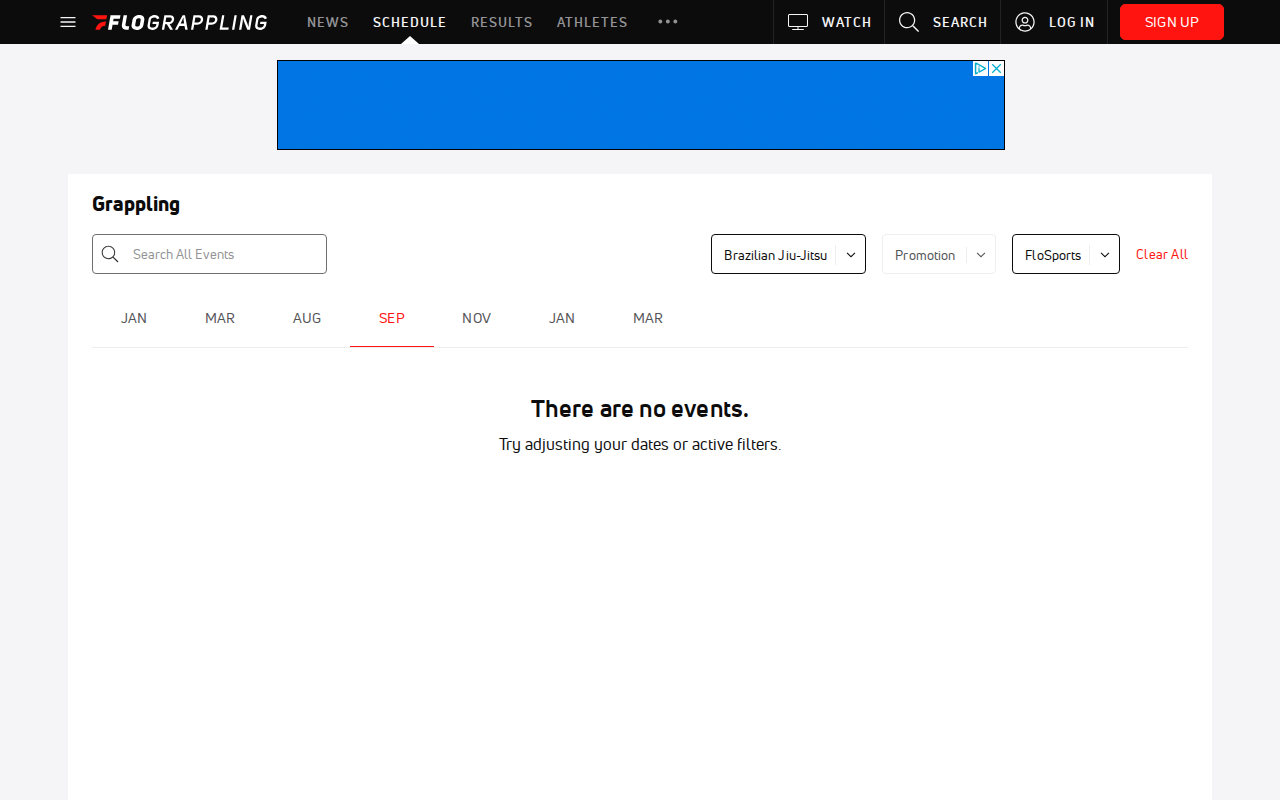 FLOGRAPPLING NEWS SCHEDULE RESULTS ATHLETES ••• WATCH SEARCH LOG IN SIGN UP
Grappling
Search All Events Brazilian Jiu-Jitsu Promotion FloSports Clear All
JAN MAR AUG SEP NOV JAN MAR
There are no events.
Try adjusting your dates or active filters.